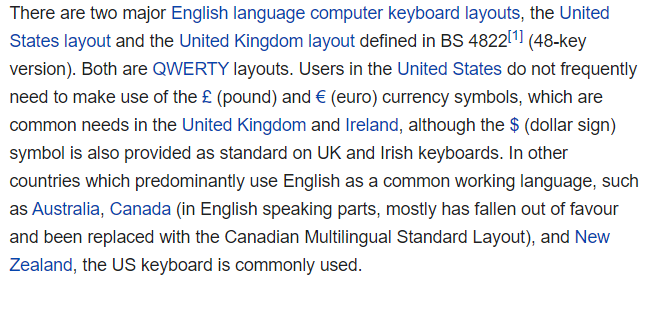 There are two major English language computer keyboard layouts, the United
States layout and the United Kingdom layout defined in BS 4822[1] (48-key
version). Both are QWERTY layouts. Users in the United States do not frequently
need to make use of the £ (pound) and € (euro) currency symbols, which are
common needs in the United Kingdom and Ireland, although the $ (dollar sign)
symbol is also provided as standard on UK and Irish keyboards. In other
countries which predominantly use English as a common working language, such
as Australia, Canada (in English speaking parts, mostly has fallen out of favour
and been replaced with the Canadian Multilingual Standard Layout), and New
Zealand, the US keyboard is commonly used.